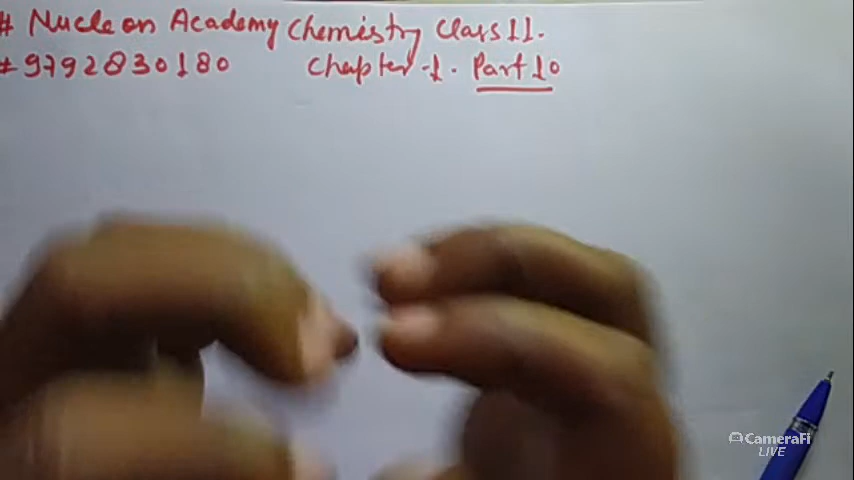 # Nucleon Academy Chemistry Class 11.
# 9792830180 Chapter-1. Part 10
CameraFi
LIVE